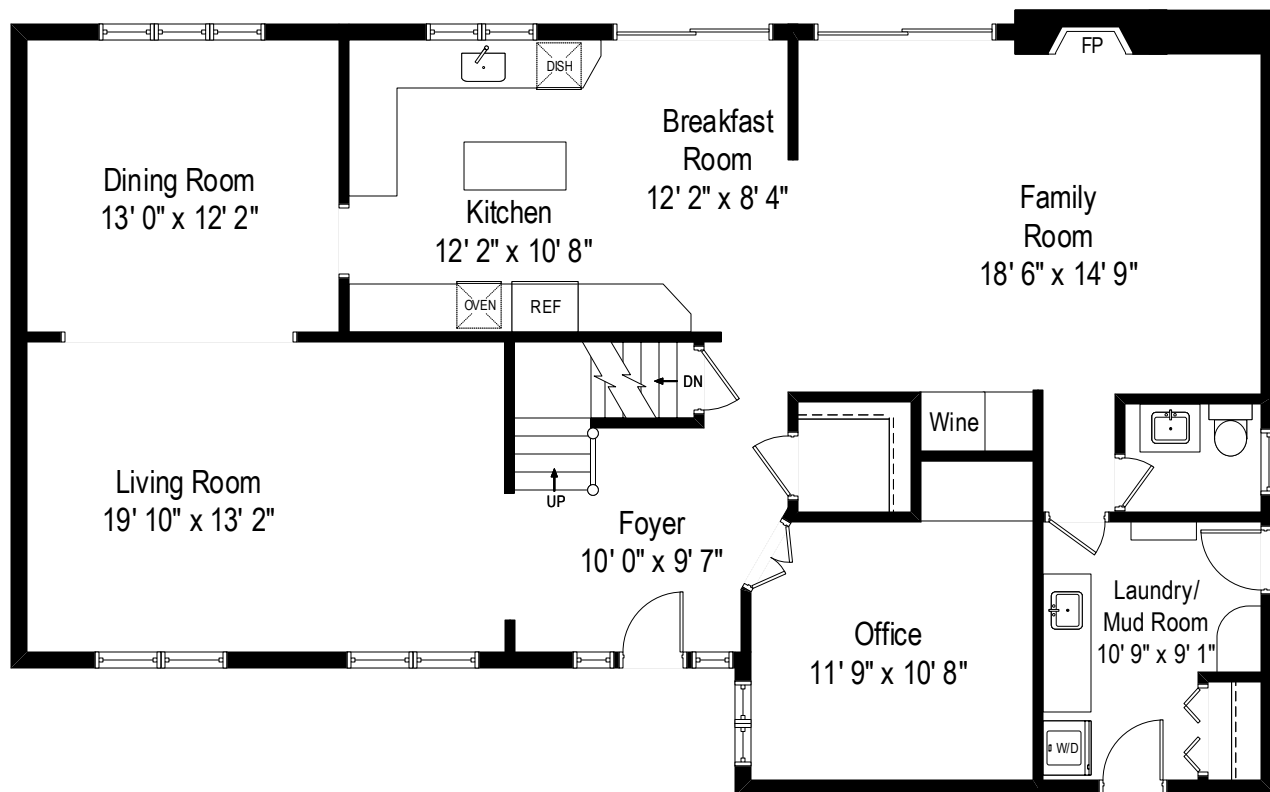 FP
DISH
Breakfast
Room
12' 2" x 8' 4"
Dining Room
13' 0" x 12' 2"
Kitchen
12' 2" x 10' 8"
Family
Room
18' 6" x 14' 9"
OVEN
REF
DN
Wine
Living Room
19' 10" x 13' 2"
UP
Foyer
10' 0" x 9' 7"
Office
11' 9" x 10' 8"
Laundry/
Mud Room
10' 9" x 9' 1"
W/D